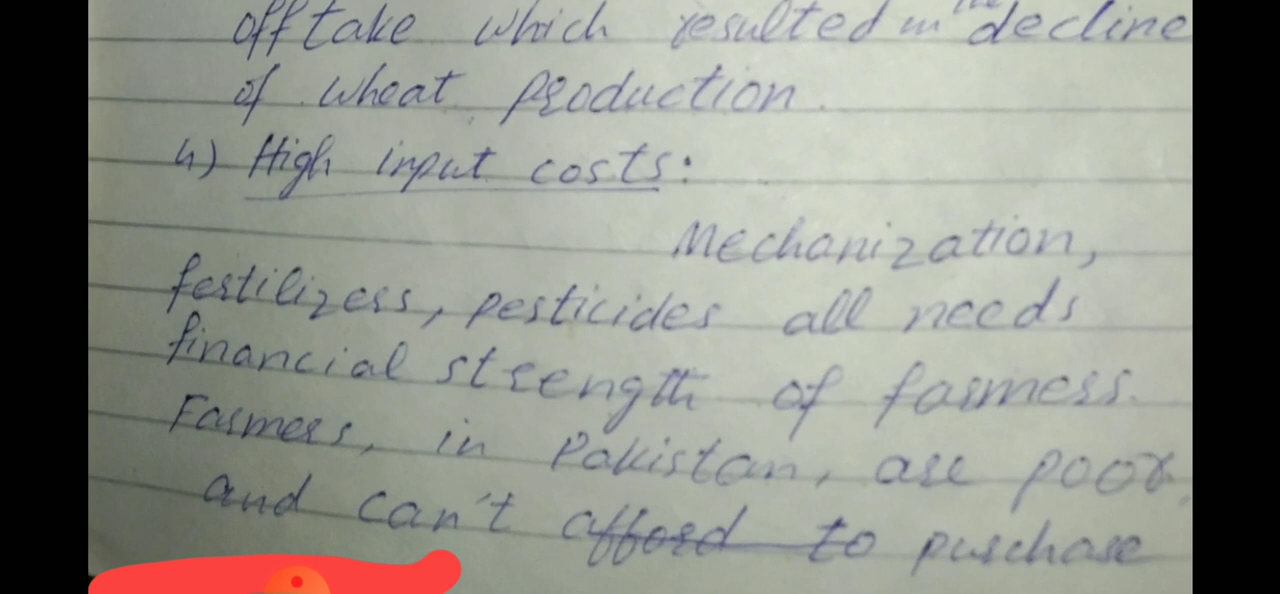 offtake which resulted in the decline
of wheat production.
4) High input costs:
Mechanization,
fertilizers, pesticides all needs
financial strength of farmers.
Farmers, in Pakistan, are poor,
and can't afford to purchase